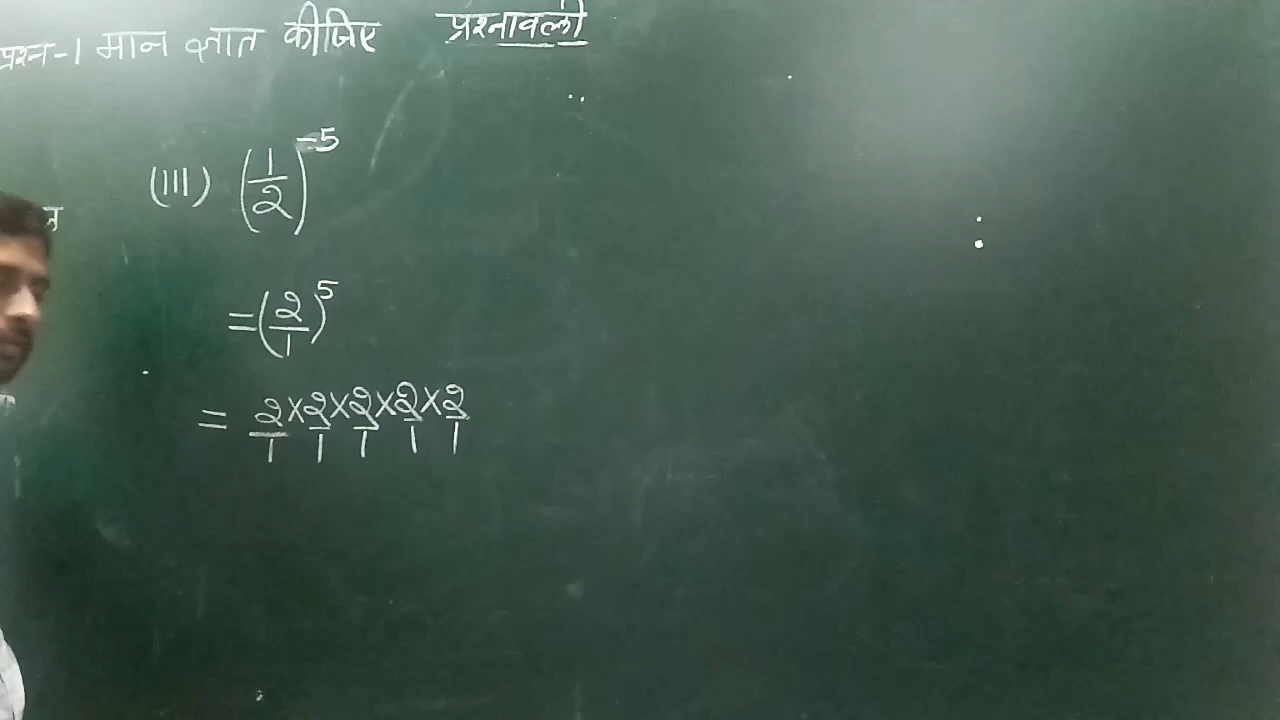 प्रश्न-1 मान ज्ञात कीजिए प्रश्नावली
(III) (1/2)^-5
= (2/1)^5
= 2/1 × 2/1 × 2/1 × 2/1 × 2/1